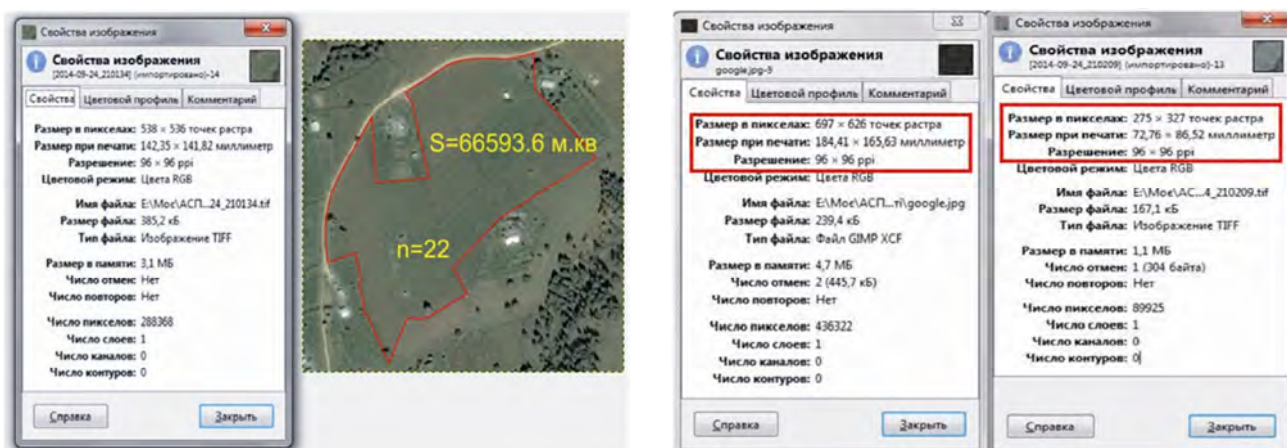 Свойства изображения
Свойства изображения
[2014-09-24_210134] (импортировано)-14
Свойства Цветовой профиль Комментарий
Размер в пикселах: 538 × 536 точек растра
Размер при печати: 142,35 × 141,82 миллиметр
Разрешение: 96 × 96 ppi
Цветовой режим: Цвета RGB
Имя файла: E:\Moe\АСП...24_210134.tif
Размер файла: 385,2 кБ
Тип файла: Изображение TIFF
Размер в памяти: 3,1 МБ
Число отмен: Нет
Число повторов: Нет
Число пикселов: 288368
Число слоев: 1
Число каналов: 0
Число контуров: 0
Справка Закрыть
S=66593.6 м.кв
n=22
Свойства изображения
Свойства изображения
google.jpg-9
Свойства Цветовой профиль Комментарий
Размер в пикселах: 697 × 626 точек растра
Размер при печати: 184,41 × 165,63 миллиметр
Разрешение: 96 × 96 ppi
Цветовой режим: Цвета RGB
Имя файла: E:\Moe\АСП...ті\google.jpg
Размер файла: 239,4 кБ
Тип файла: Файл GIMP XCF
Размер в памяти: 4,7 МБ
Число отмен: 2 (445,7 кБ)
Число повторов: Нет
Число пикселов: 436322
Число слоев: 1
Число каналов: 0
Число контуров: 0
Справка Закрыть
Свойства изображения
Свойства изображения
[2014-09-24_210209] (импортировано)-13
Свойства Цветовой профиль Комментарий
Размер в пикселах: 275 × 327 точек растра
Размер при печати: 72,76 × 86,52 миллиметр
Разрешение: 96 × 96 ppi
Цветовой режим: Цвета RGB
Имя файла: E:\Moe\АС...4_210209.tif
Размер файла: 167,1 кБ
Тип файла: Изображение TIFF
Размер в памяти: 1,1 МБ
Число отмен: 1 (304 байта)
Число повторов: Нет
Число пикселов: 89925
Число слоев: 1
Число каналов: 0
Число контуров: 0
Справка Закрыть